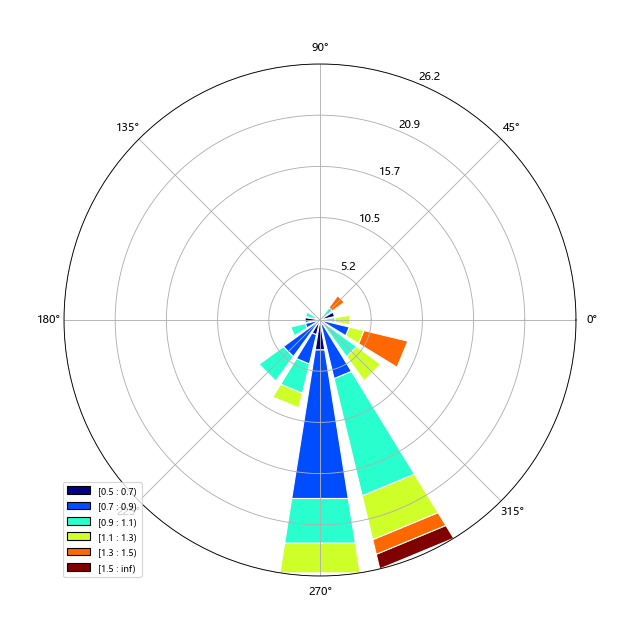 90°
26.2
135°
20.9
45°
15.7
10.5
5.2
180°
0°
[0.5 : 0.7)
[0.7 : 0.9)
225°
[0.9 : 1.1)
315°
[1.1 : 1.3)
[1.3 : 1.5)
[1.5 : inf)
270°